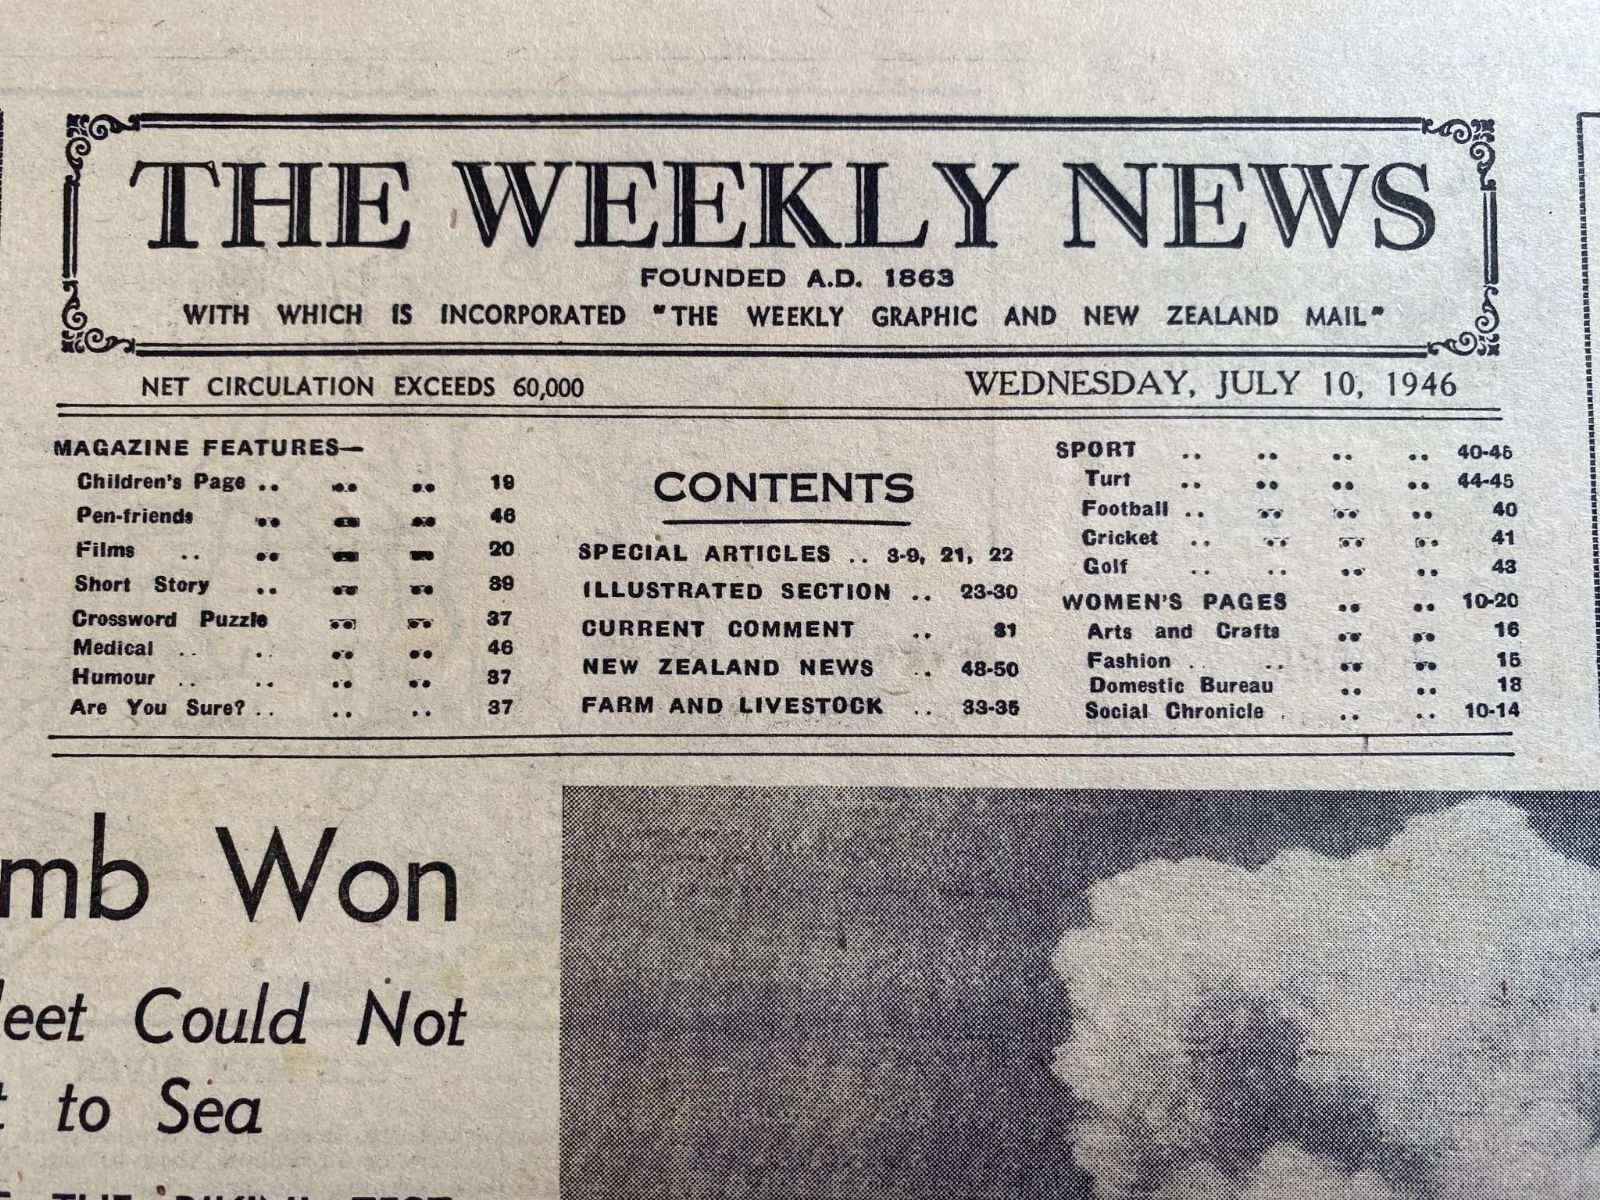 THE WEEKLY NEWS
FOUNDED A.D. 1863
WITH WHICH IS INCORPORATED "THE WEEKLY GRAPHIC AND NEW ZEALAND MAIL"
NET CIRCULATION EXCEEDS 60,000
WEDNESDAY, JULY 10, 1946
MAGAZINE FEATURES—
Children's Page .. .. .. 19
Pen-friends .. .. .. 46
Films .. .. .. .. 20
Short Story .. .. .. 39
Crossword Puzzle .. .. 37
Medical .. .. .. .. 46
Humour .. .. .. .. 37
Are You Sure? .. .. .. 37
CONTENTS
SPECIAL ARTICLES .. 3-9, 21, 22
ILLUSTRATED SECTION .. 23-30
CURRENT COMMENT .. 31
NEW ZEALAND NEWS .. 48-50
FARM AND LIVESTOCK .. 33-35
SPORT .. .. .. .. 40-45
Turf .. .. .. .. 44-45
Football .. .. .. .. 40
Cricket .. .. .. .. 41
Golf .. .. .. .. 43
WOMEN'S PAGES .. .. 10-20
Arts and Crafts .. .. 16
Fashion .. .. .. .. 15
Domestic Bureau .. .. 18
Social Chronicle . .. .. 10-14
mb Won
leet Could Not
to Sea
THE BIKINI TEST